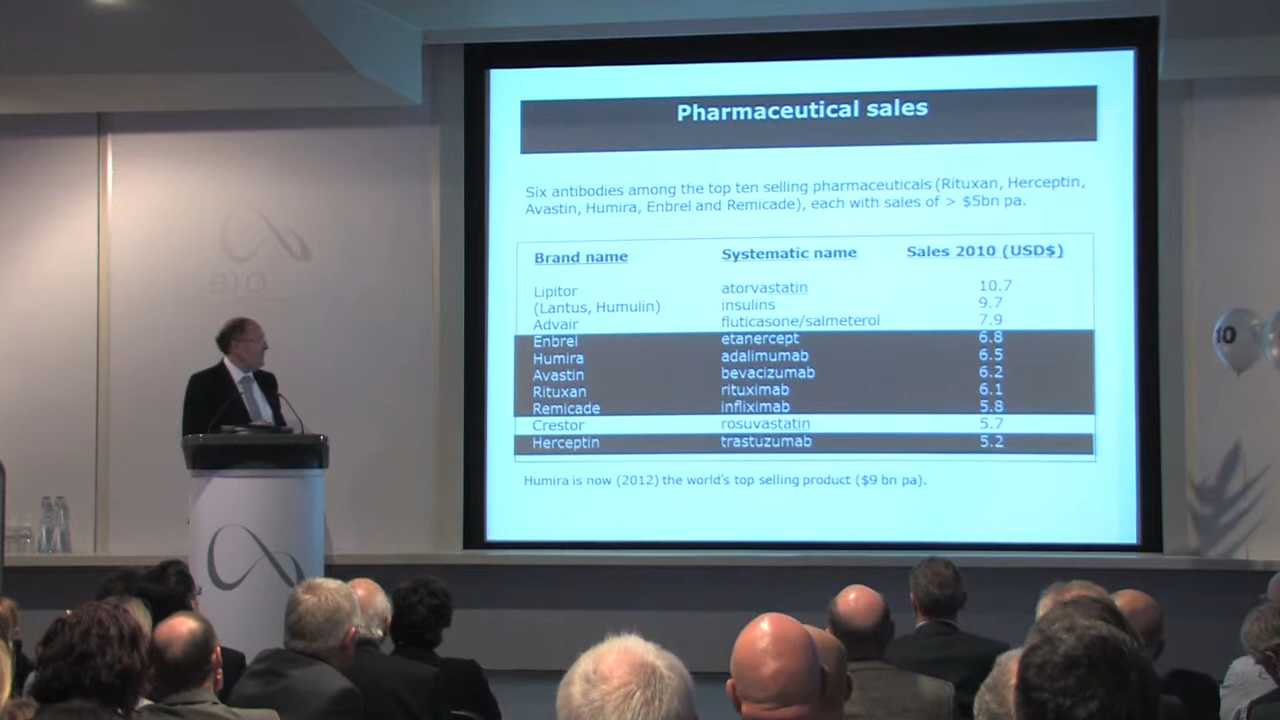 Pharmaceutical sales
Six antibodies among the top ten selling pharmaceuticals (Rituxan, Herceptin,
Avastin, Humira, Enbrel and Remicade), each with sales of > $5bn pa.
Brand name Systematic name Sales 2010 (USD$)
Lipitor atorvastatin 10.7
(Lantus, Humulin) insulins 9.7
Advair fluticasone/salmeterol 7.9
Enbrel etanercept 6.8
Humira adalimumab 6.5
Avastin bevacizumab 6.2
Rituxan rituximab 6.1
Remicade infliximab 5.8
Crestor rosuvastatin 5.7
Herceptin trastuzumab 5.2
Humira is now (2012) the world's top selling product ($9 bn pa).
BIO
10